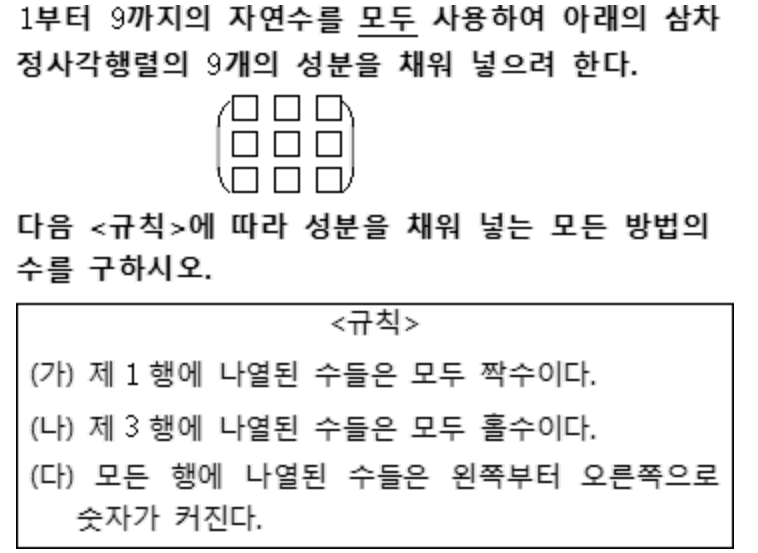 1부터 9까지의 자연수를 모두 사용하여 아래의 삼차
정사각행렬의 9개의 성분을 채워 넣으려 한다.
다음 <규칙>에 따라 성분을 채워 넣는 모든 방법의
수를 구하시오.
<규칙>
(가) 제 1 행에 나열된 수들은 모두 짝수이다.
(나) 제 3 행에 나열된 수들은 모두 홀수이다.
(다) 모든 행에 나열된 수들은 왼쪽부터 오른쪽으로
숫자가 커진다.